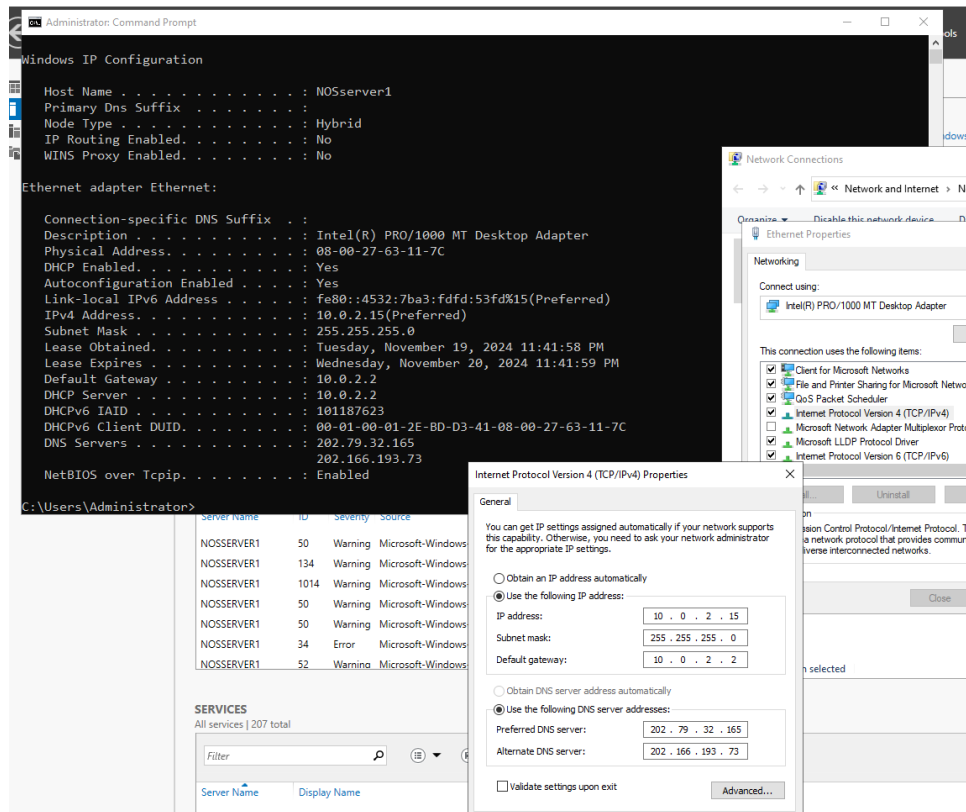 Administrator: Command Prompt
ols
Windows IP Configuration
Host Name . . . . . . . . . . . . : NOSserver1
Primary Dns Suffix . . . . . . . :
Node Type . . . . . . . . . . . . : Hybrid
IP Routing Enabled. . . . . . . . : No
WINS Proxy Enabled. . . . . . . . : No
Ethernet adapter Ethernet:
Connection-specific DNS Suffix . :
Description . . . . . . . . . . . : Intel(R) PRO/1000 MT Desktop Adapter
Physical Address. . . . . . . . . : 08-00-27-63-11-7C
DHCP Enabled. . . . . . . . . . . : Yes
Autoconfiguration Enabled . . . . : Yes
Link-local IPv6 Address . . . . . : fe80::4532:7ba3:fdfd:53fd%15(Preferred)
IPv4 Address. . . . . . . . . . . : 10.0.2.15(Preferred)
Subnet Mask . . . . . . . . . . . : 255.255.255.0
Lease Obtained. . . . . . . . . . : Tuesday, November 19, 2024 11:41:58 PM
Lease Expires . . . . . . . . . . : Wednesday, November 20, 2024 11:41:59 PM
Default Gateway . . . . . . . . . : 10.0.2.2
DHCP Server . . . . . . . . . . . : 10.0.2.2
DHCPv6 IAID . . . . . . . . . . . : 101187623
DHCPv6 Client DUID. . . . . . . . : 00-01-00-01-2E-BD-D3-41-08-00-27-63-11-7C
DNS Servers . . . . . . . . . . . : 202.79.32.165
202.166.193.73
NetBIOS over Tcpip. . . . . . . . : Enabled
C:\Users\Administrator>
dows
Network Connections
« Network and Internet › N
Organize Disable this network device D
Ethernet Properties
Networking
Connect using:
Intel(R) PRO/1000 MT Desktop Adapter
This connection uses the following items:
Client for Microsoft Networks
File and Printer Sharing for Microsoft Netwo
QoS Packet Scheduler
Internet Protocol Version 4 (TCP/IPv4)
Microsoft Network Adapter Multiplexor Proto
Microsoft LLDP Protocol Driver
Internet Protocol Version 6 (TCP/IPv6)
all... Uninstall
on
ssion Control Protocol/Internet Protocol. T
a network protocol that provides commun
iverse interconnected networks.
Close
n selected
Server Name ID Severity Source
NOSSERVER1 50 Warning Microsoft-Windows-
NOSSERVER1 134 Warning Microsoft-Windows-
NOSSERVER1 1014 Warning Microsoft-Windows-
NOSSERVER1 50 Warning Microsoft-Windows-
NOSSERVER1 50 Warning Microsoft-Windows-
NOSSERVER1 34 Error Microsoft-Windows-
NOSSERVER1 52 Warning Microsoft-Windows-
SERVICES
All services | 207 total
Filter
Server Name Display Name
Internet Protocol Version 4 (TCP/IPv4) Properties
General
You can get IP settings assigned automatically if your network supports
this capability. Otherwise, you need to ask your network administrator
for the appropriate IP settings.
Obtain an IP address automatically
Use the following IP address:
IP address: 10 . 0 . 2 . 15
Subnet mask: 255 . 255 . 255 . 0
Default gateway: 10 . 0 . 2 . 2
Obtain DNS server address automatically
Use the following DNS server addresses:
Preferred DNS server: 202 . 79 . 32 . 165
Alternate DNS server: 202 . 166 . 193 . 73
Validate settings upon exit
Advanced...